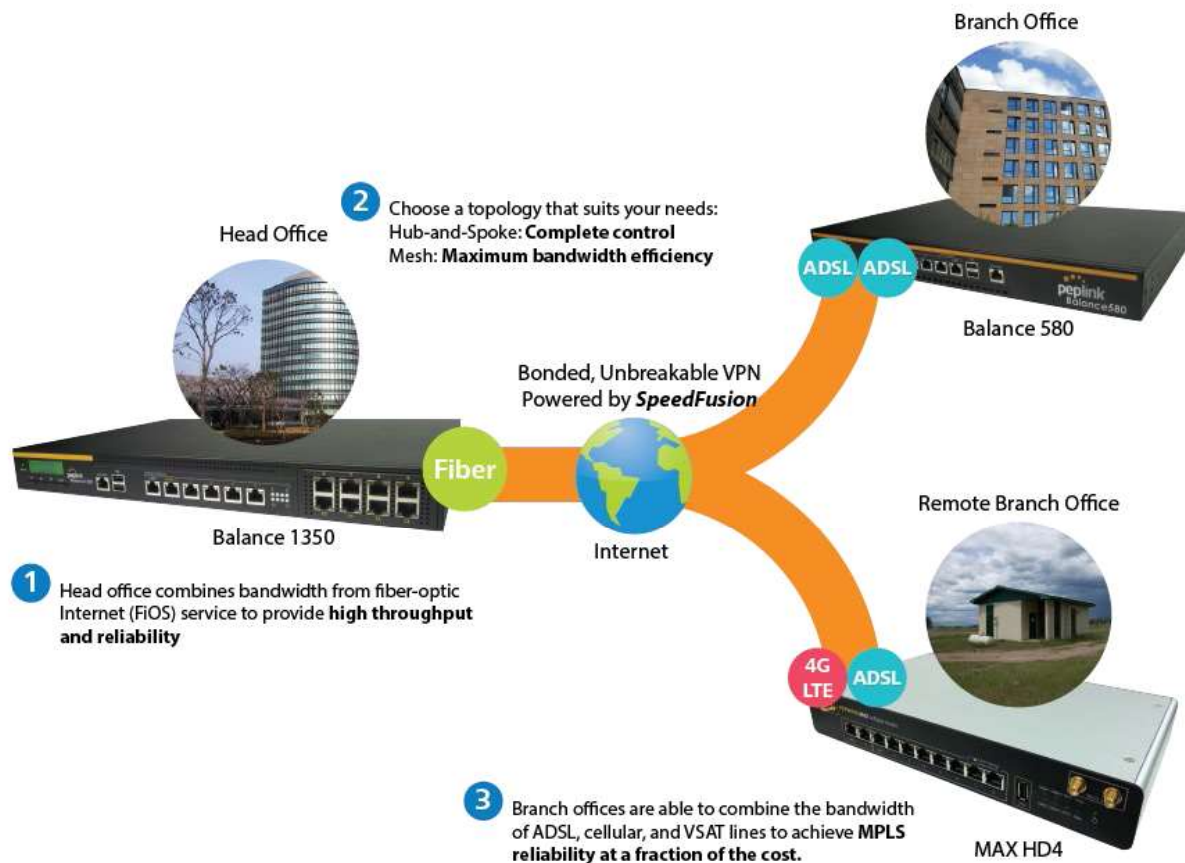 Branch Office
2
Choose a topology that suits your needs:
Hub-and-Spoke: Complete control
Mesh: Maximum bandwidth efficiency
Head Office
ADSL
ADSL
peplink
Balance580
Balance 580
Bonded, Unbreakable VPN
Powered by SpeedFusion
Fiber
Balance 1350
Internet
Remote Branch Office
1
Head office combines bandwidth from fiber-optic
Internet (FiOS) service to provide high throughput
and reliability
4G
LTE
ADSL
3
Branch offices are able to combine the bandwidth
of ADSL, cellular, and VSAT lines to achieve MPLS
reliability at a fraction of the cost.
MAX HD4